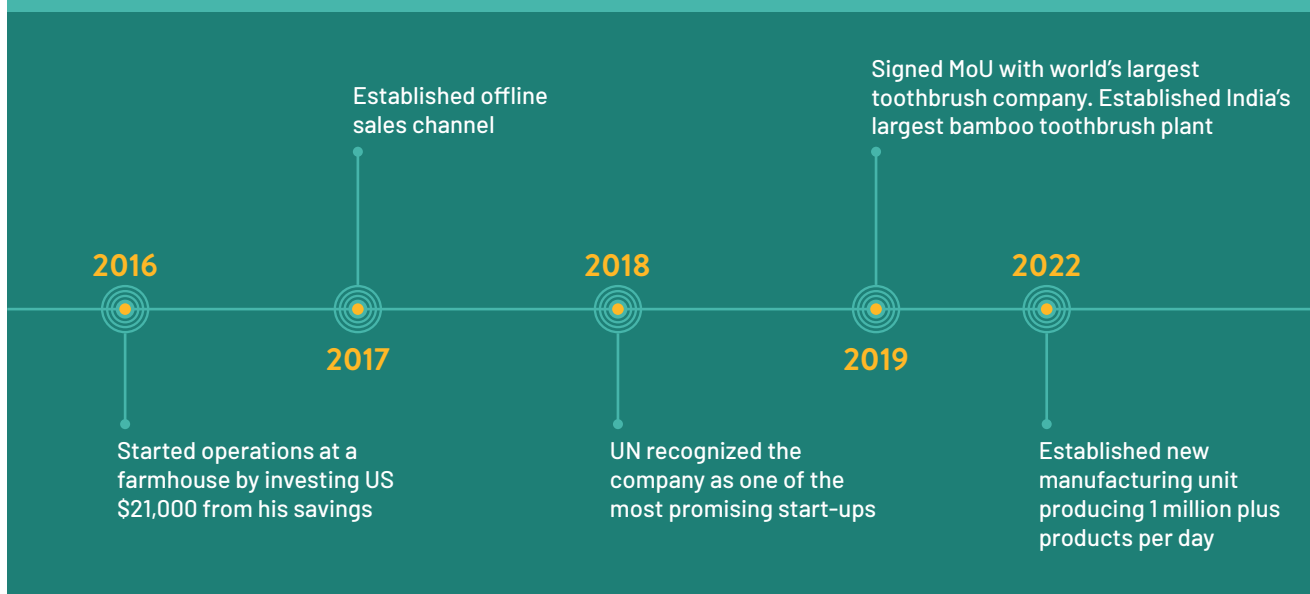 2016
Started operations at a
farmhouse by investing US
$21,000 from his savings
Established offline
sales channel
2017
2018
UN recognized the
company as one of the
most promising start-ups
Signed MoU with world’s largest
toothbrush company. Established India’s
largest bamboo toothbrush plant
2019
2022
Established new
manufacturing unit
producing 1 million plus
products per day